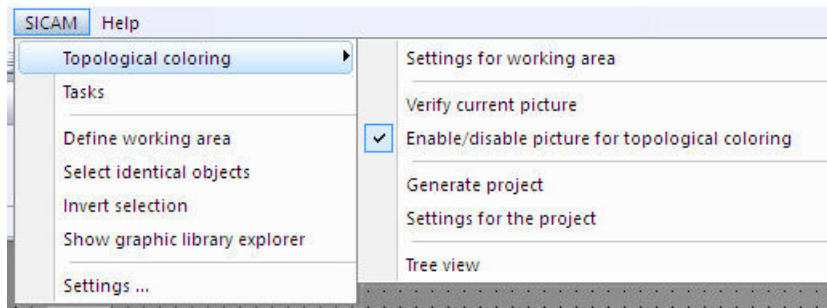 SICAM Help
Topological coloring
Tasks
Define working area
Select identical objects
Invert selection
Show graphic library explorer
Settings ...
Settings for working area
Verify current picture
Enable/disable picture for topological coloring
Generate project
Settings for the project
Tree view